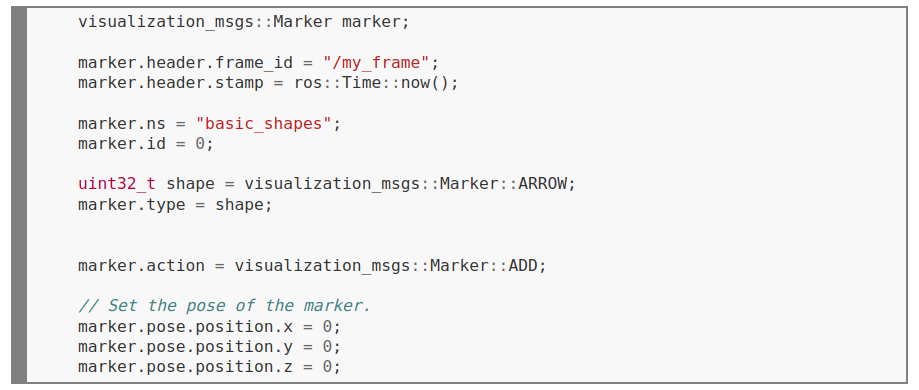 visualization_msgs::Marker marker;
marker.header.frame_id = "/my_frame";
marker.header.stamp = ros::Time::now();
marker.ns = "basic_shapes";
marker.id = 0;
uint32_t shape = visualization_msgs::Marker::ARROW;
marker.type = shape;
marker.action = visualization_msgs::Marker::ADD;
// Set the pose of the marker.
marker.pose.position.x = 0;
marker.pose.position.y = 0;
marker.pose.position.z = 0;